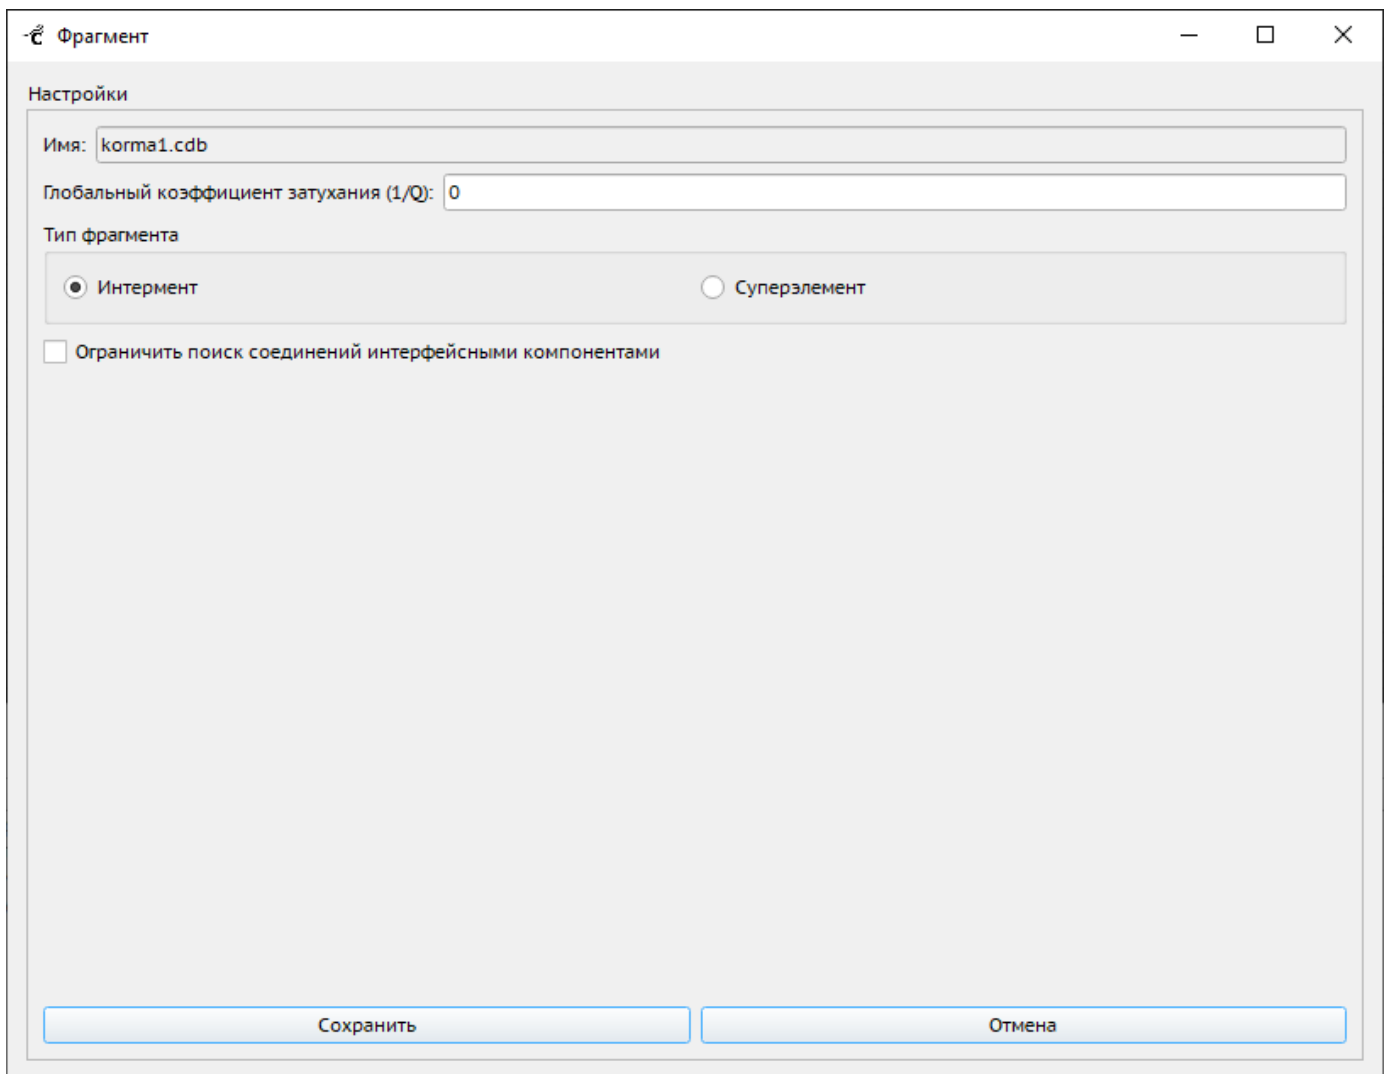 Фрагмент
Настройки
Имя: korma1.cdb
Глобальный коэффициент затухания (1/Q): 0
Тип фрагмента
Интермент Суперэлемент
Ограничить поиск соединений интерфейсными компонентами
Сохранить Отмена